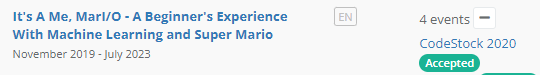 It's A Me, MarI/O - A Beginner's Experience
With Machine Learning and Super Mario
November 2019 - July 2023
EN
4 events
CodeStock 2020
Accepted